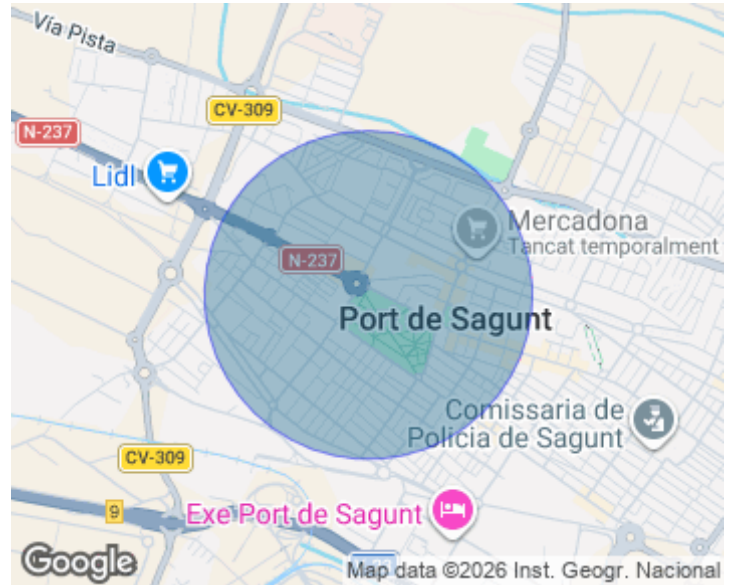 Vía Pista
CV-309
N-237
Lidl
Mercadona
Tancat temporalment
N-237
Port de Sagunt
Comissaria de
Policia de Sagunt
CV-309
9
Exe Port de Sagunt
Google
Map data ©2026 Inst. Geogr. Nacional